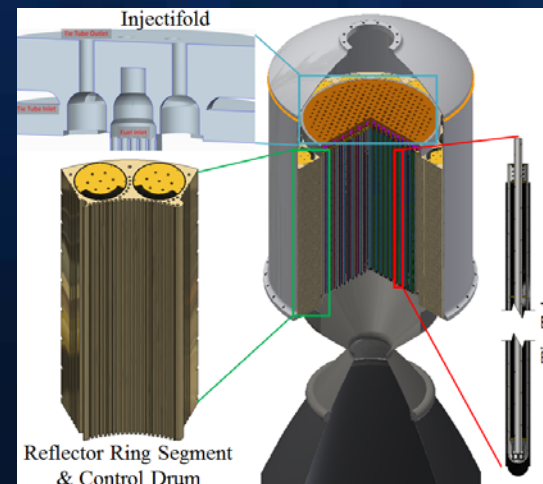 Injectifold
Tie Tube Outlet
Tie Tube Inlet
Fuel Inlet
Reflector Ring Segment
& Control Drum